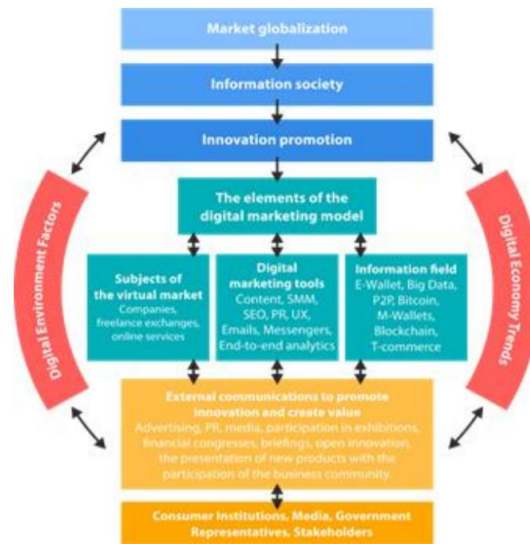 Market globalization
Information society
Innovation promotion
Digital Environment Factors
Digital Economy Trends
The elements of the
digital marketing model
Subjects of
the virtual market
Companies,
freelance exchanges,
online services
Digital
marketing tools
Content, SMM,
SEO, PR, UX,
Emails, Messengers,
End-to-end analytics
Information field
E-Wallet, Big Data,
P2P, Bitcoin,
M-Wallets,
Blockchain,
T-commerce
External communications to promote
innovation and create value
Advertising, PR, media, participation in exhibitions,
financial congresses, briefings, open innovation,
the presentation of new products with the
participation of the business community.
Consumer Institutions, Media, Government
Representatives, Stakeholders